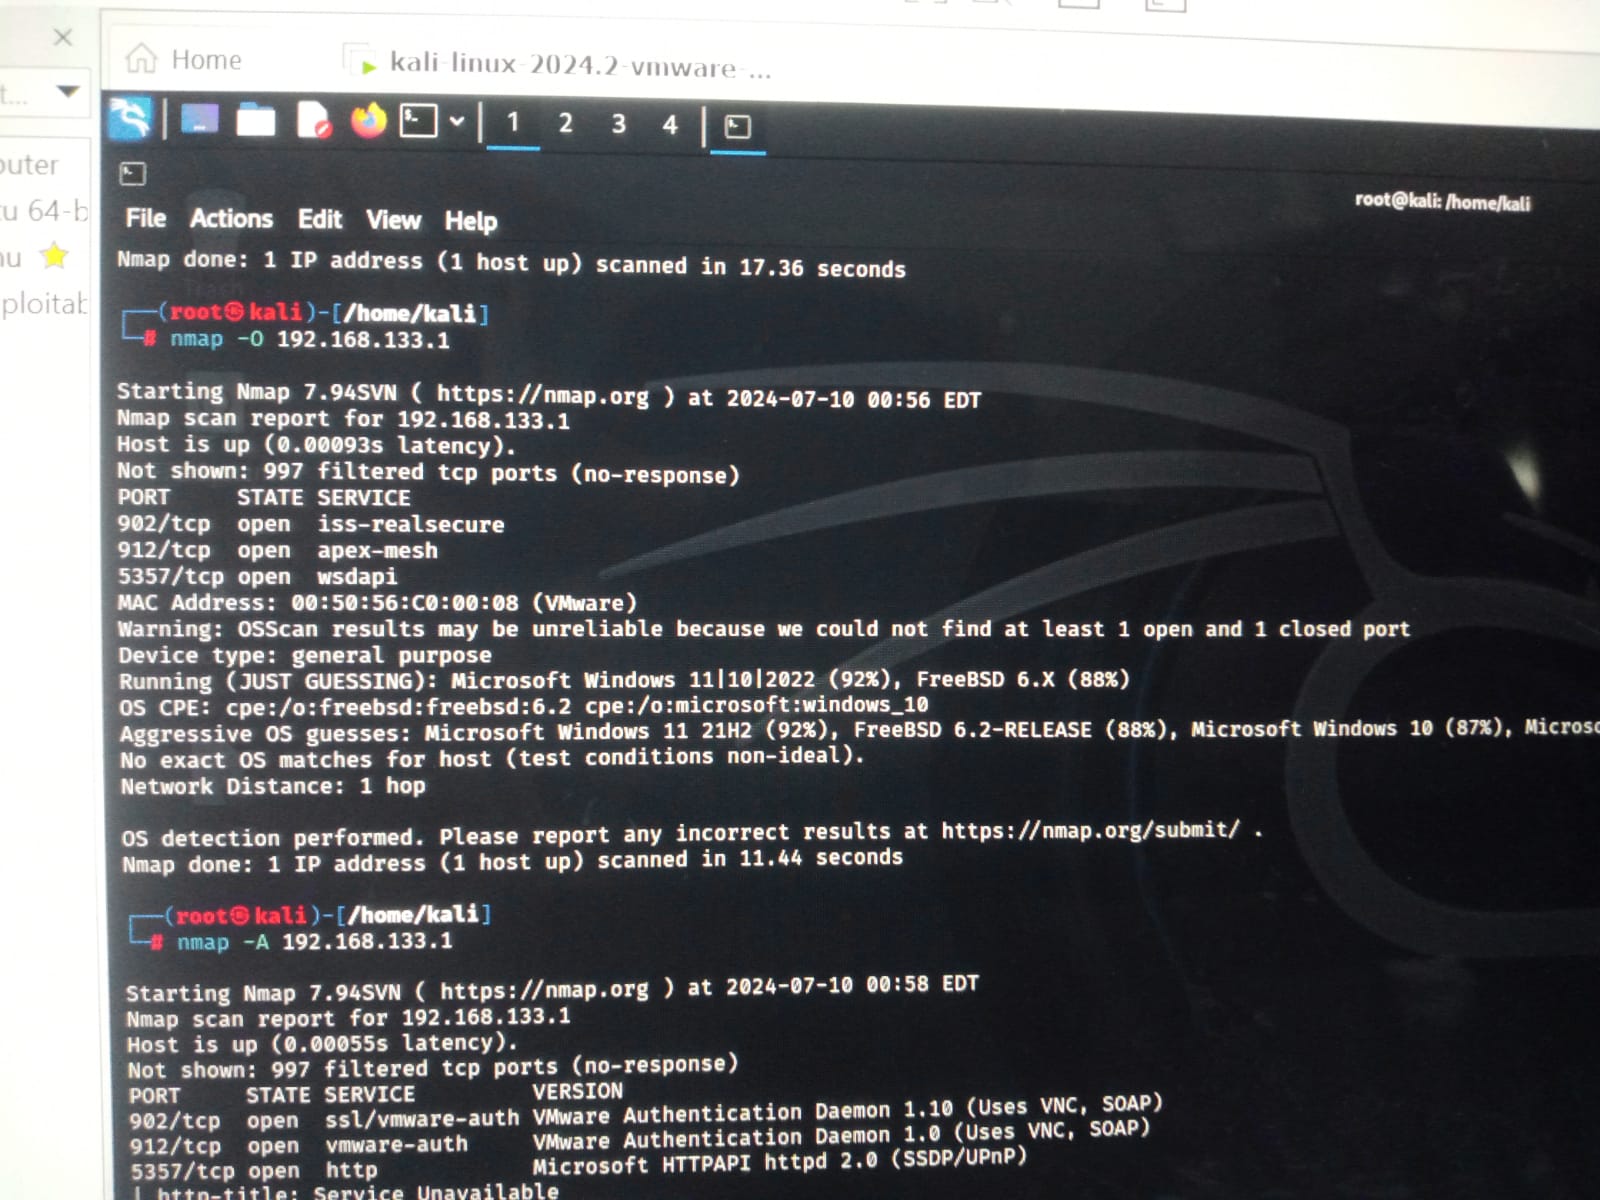 Home
kali-linux-2024.2-vmware-...
t...
1 2 3 4
outer
root@kali: /home/kali
u 64-b
File Actions Edit View Help
nu
Nmap done: 1 IP address (1 host up) scanned in 17.36 seconds
ploitab
(root㉿kali)-[/home/kali]
# nmap -O 192.168.133.1
Starting Nmap 7.94SVN ( https://nmap.org ) at 2024-07-10 00:56 EDT
Nmap scan report for 192.168.133.1
Host is up (0.00093s latency).
Not shown: 997 filtered tcp ports (no-response)
PORT STATE SERVICE
902/tcp open iss-realsecure
912/tcp open apex-mesh
5357/tcp open wsdapi
MAC Address: 00:50:56:C0:00:08 (VMware)
Warning: OSScan results may be unreliable because we could not find at least 1 open and 1 closed port
Device type: general purpose
Running (JUST GUESSING): Microsoft Windows 11|10|2022 (92%), FreeBSD 6.X (88%)
OS CPE: cpe:/o:freebsd:freebsd:6.2 cpe:/o:microsoft:windows_10
Aggressive OS guesses: Microsoft Windows 11 21H2 (92%), FreeBSD 6.2-RELEASE (88%), Microsoft Windows 10 (87%), Microso
No exact OS matches for host (test conditions non-ideal).
Network Distance: 1 hop
OS detection performed. Please report any incorrect results at https://nmap.org/submit/ .
Nmap done: 1 IP address (1 host up) scanned in 11.44 seconds
(root㉿kali)-[/home/kali]
# nmap -A 192.168.133.1
Starting Nmap 7.94SVN ( https://nmap.org ) at 2024-07-10 00:58 EDT
Nmap scan report for 192.168.133.1
Host is up (0.00055s latency).
Not shown: 997 filtered tcp ports (no-response)
PORT STATE SERVICE VERSION
902/tcp open ssl/vmware-auth VMware Authentication Daemon 1.10 (Uses VNC, SOAP)
912/tcp open vmware-auth VMware Authentication Daemon 1.0 (Uses VNC, SOAP)
5357/tcp open http Microsoft HTTPAPI httpd 2.0 (SSDP/UPnP)
| http-title: Service Unavailable